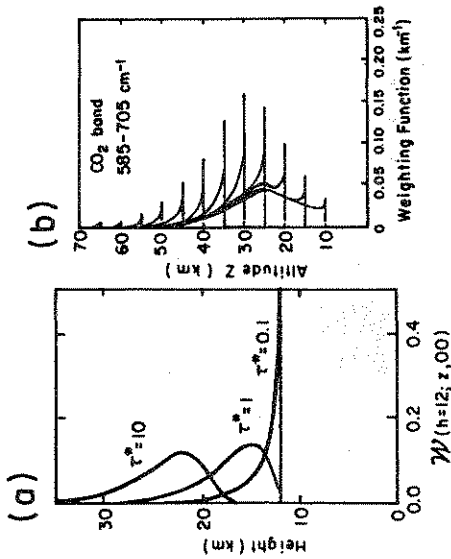 (a)
Height (km)
30
20
10
0
τ*=10
τ*=1
τ*=0.1
0.0
0.2
0.4
W(h=12; z,00)
(b)
Altitude Z (km)
70
60
50
40
30
20
10
CO2 band
585-705 cm-1
0
0.05
0.10
0.15
0.20
0.25
Weighting Function (km-1)